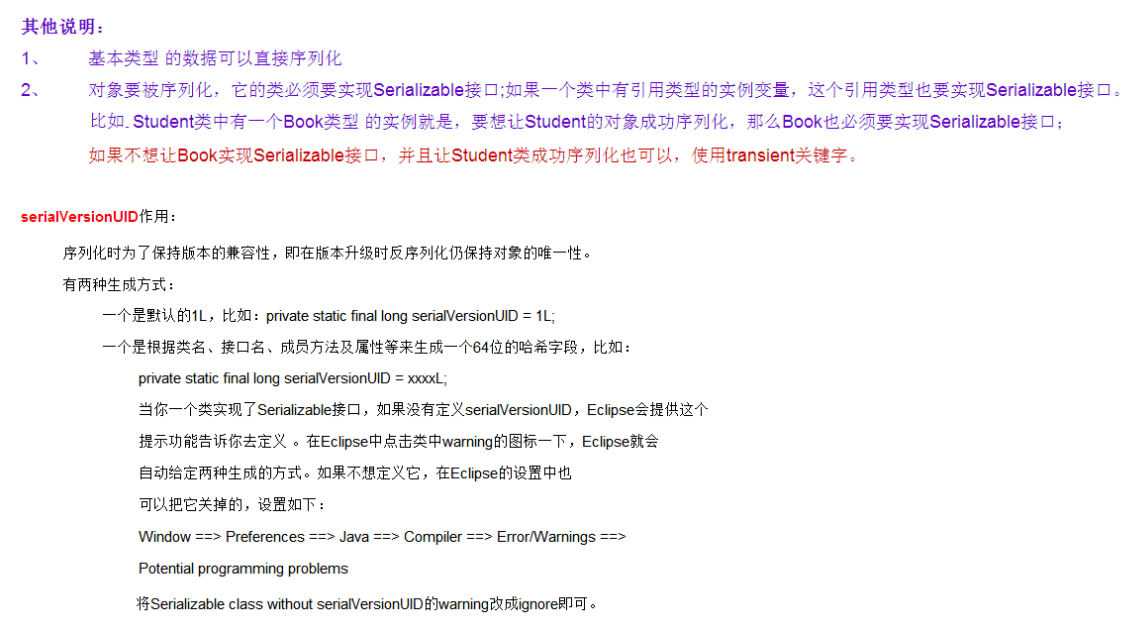 其他说明：
1、 基本类型 的数据可以直接序列化
2、 对象要被序列化，它的类必须要实现Serializable接口;如果一个类中有引用类型的实例变量，这个引用类型也要实现Serializable接口。
比如. Student类中有一个Book类型 的实例就是，要想让Student的对象成功序列化，那么Book也必须要实现Serializable接口；
如果不想让Book实现Serializable接口，并且让Student类成功序列化也可以，使用transient关键字。
serialVersionUID作用：
序列化时为了保持版本的兼容性，即在版本升级时反序列化仍保持对象的唯一性。
有两种生成方式：
一个是默认的1L，比如：private static final long serialVersionUID = 1L;
一个是根据类名、接口名、成员方法及属性等来生成一个64位的哈希字段，比如：
private static final long serialVersionUID = xxxxL;
当你一个类实现了Serializable接口，如果没有定义serialVersionUID，Eclipse会提供这个
提示功能告诉你去定义 。在Eclipse中点击类中warning的图标一下，Eclipse就会
自动给定两种生成的方式。如果不想定义它，在Eclipse的设置中也
可以把它关掉的，设置如下：
Window ==> Preferences ==> Java ==> Compiler ==> Error/Warnings ==>
Potential programming problems
将Serializable class without serialVersionUID的warning改成ignore即可。